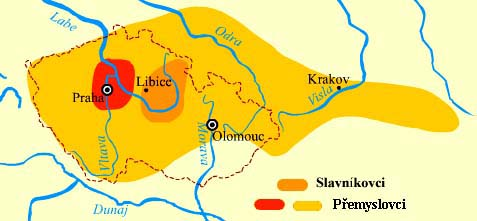 Labe
Odra
Libice
Krakov
Praha
Visla
Vltava
Morava
Olomouc
Slavníkovci
Přemyslovci
Dunaj